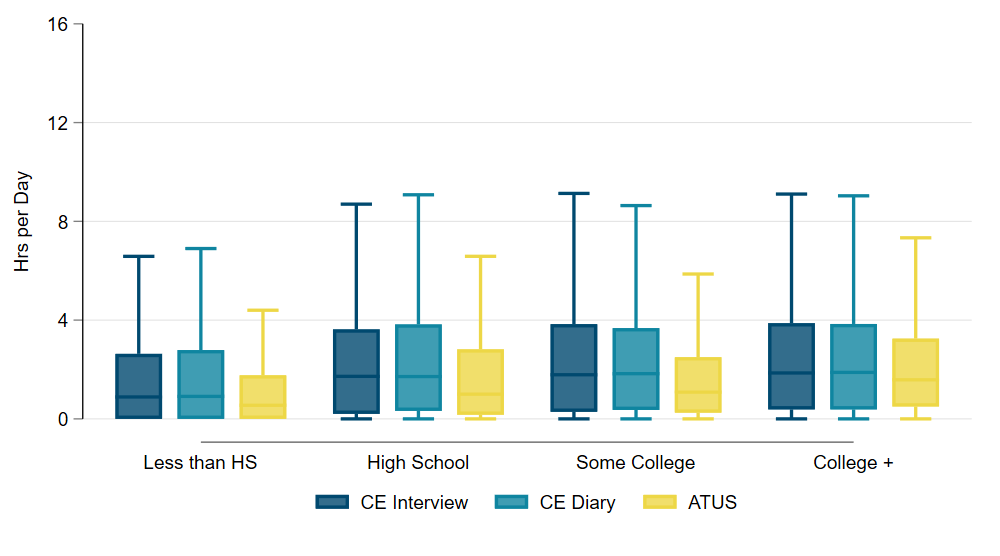 16
12
8
4
0
Hrs per Day
Less than HS
High School
Some College
College +
CE Interview
CE Diary
ATUS